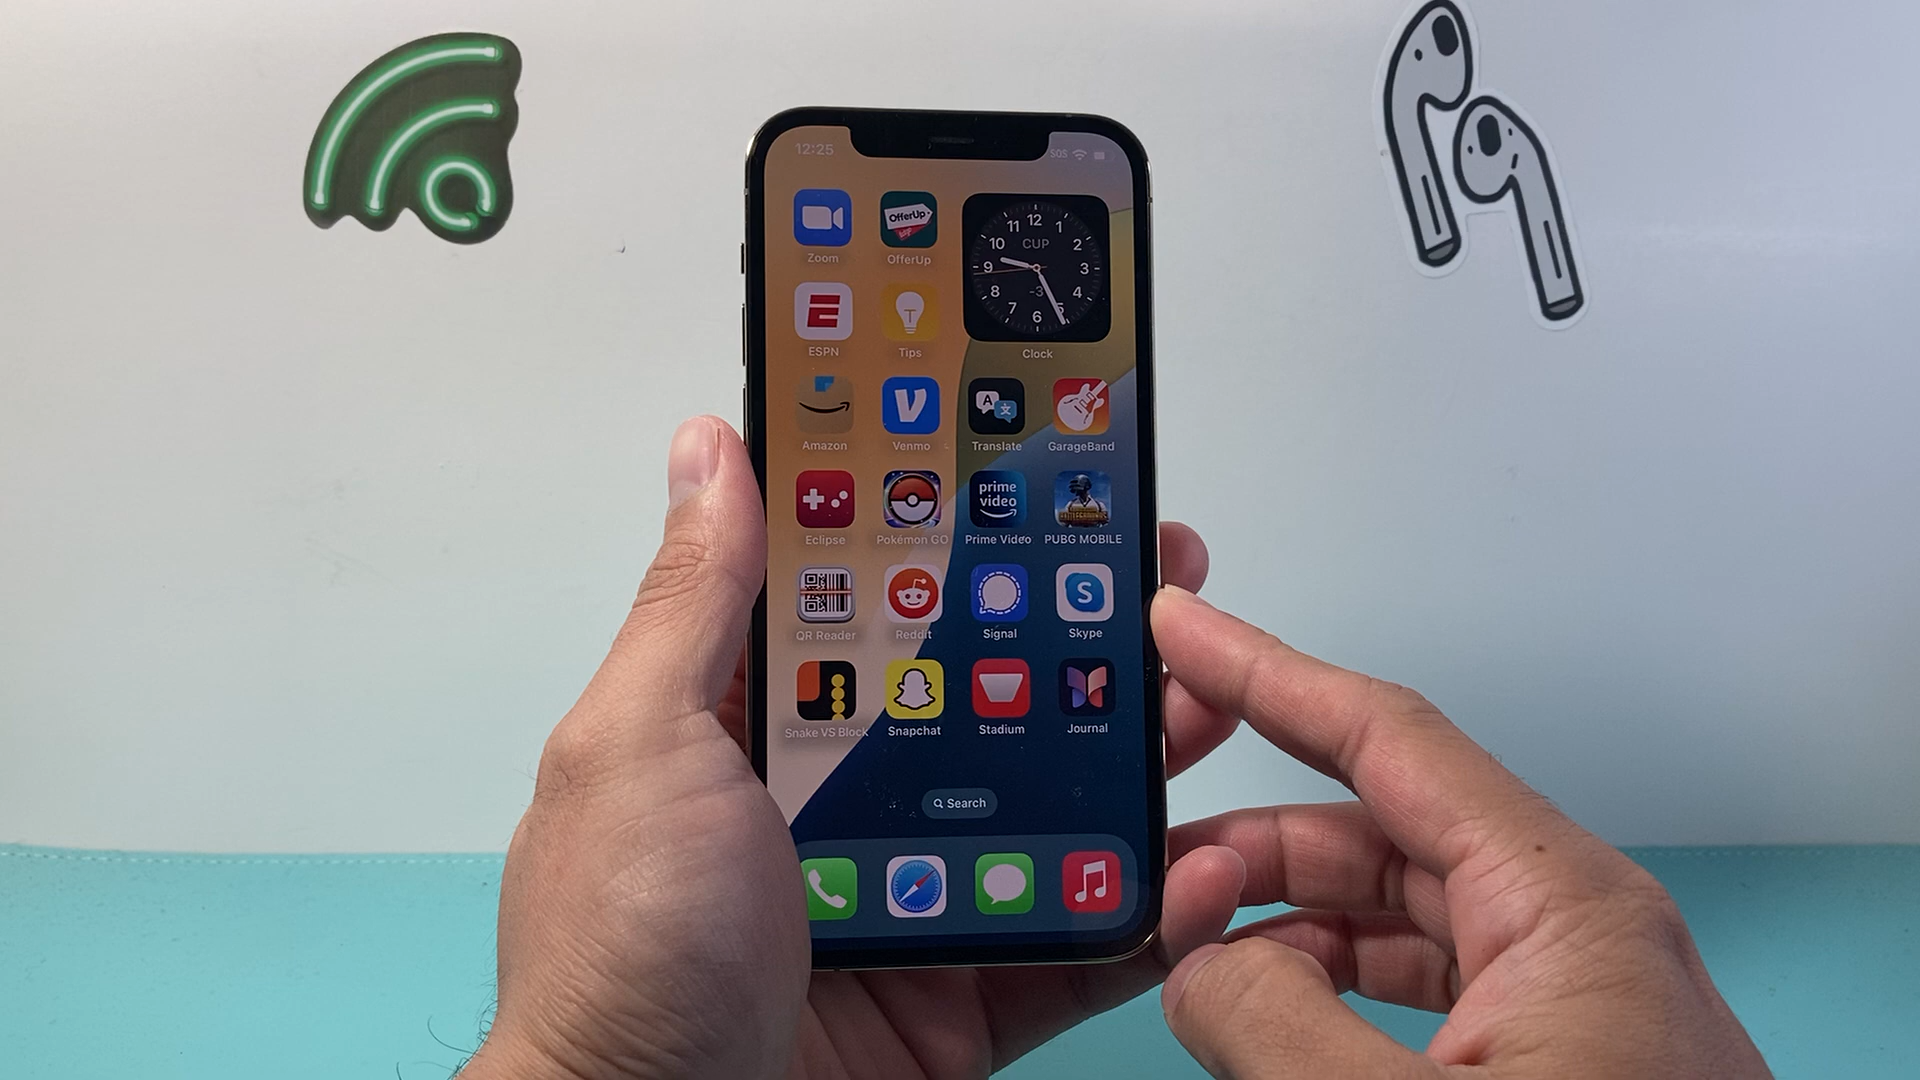 12:25
SOS
Zoom
OfferUp
OfferUp
11 12 1
10 CUP 2
9 3
8 -3 4
7 6 5
ESPN
T
Tips
Clock
Amazon
V
Venmo
A 文
Translate
GarageBand
Eclipse
Pokémon GO
prime
video
Prime Video
PUBG MOBILE
QR Reader
Reddit
Signal
S
Skype
Snake VS Block
Snapchat
Stadium
Journal
Search